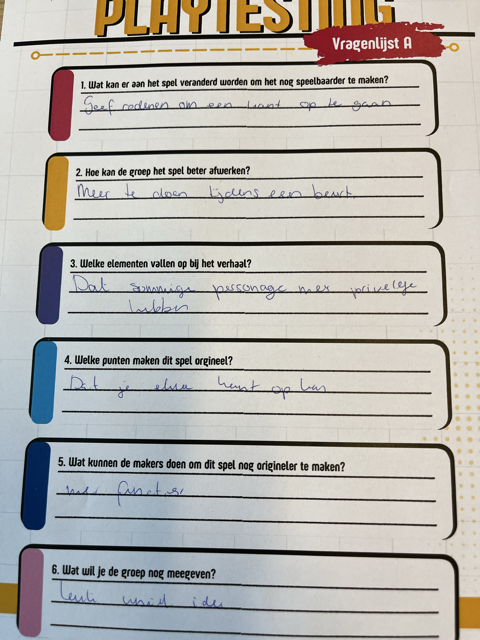 PLAYTESTING
Vragenlijst A
1. Wat kan er aan het spel veranderd worden om het nog speelbaarder te maken?
Geef redenen om een kant op te gaan
2. Hoe kan de groep het spel beter afwerken?
Meer te doen tijdens een beurt.
3. Welke elementen vallen op bij het verhaal?
Dat sommige personage meer privilege
hebben
4. Welke punten maken dit spel orgineel?
Dat je elke kant op kan
5. Wat kunnen de makers doen om dit spel nog origineler te maken?
meer functies
6. Wat wil je de groep nog meegeven?
leuk idee